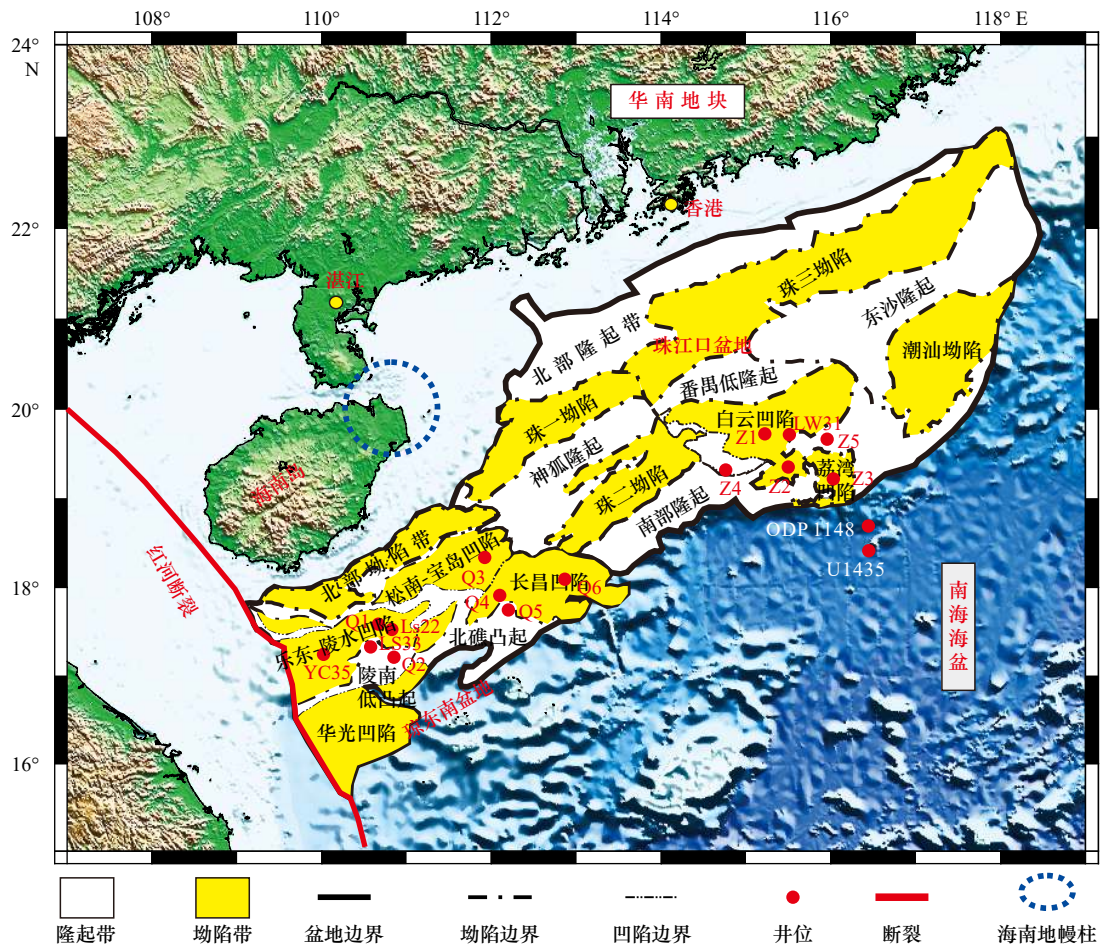 108°
110°
112°
114°
116°
118° E
24°
N
22°
20°
18°
16°
华南地块
香港
湛江
珠三坳陷
东沙隆起
潮汕坳陷
北部隆起带
珠江口盆地
番禺低隆起
珠一坳陷
白云凹陷
Z1
LW31
Z5
神狐隆起
荔湾
凹陷
Z2
Z3
Z4
珠二坳陷
南部隆起
海南岛
ODP 1148
U1435
北部坳陷带
松南-宝岛凹陷
Q3
长昌凹陷
Q6
Q4
Q5
红河断裂
南海海盆
Q1
Ls22
乐东-陵水凹陷
LS33
北礁凸起
YC35
Q2
陵南
低凸起
琼东南盆地
华光凹陷
隆起带
坳陷带
盆地边界
坳陷边界
凹陷边界
井位
断裂
海南地幔柱